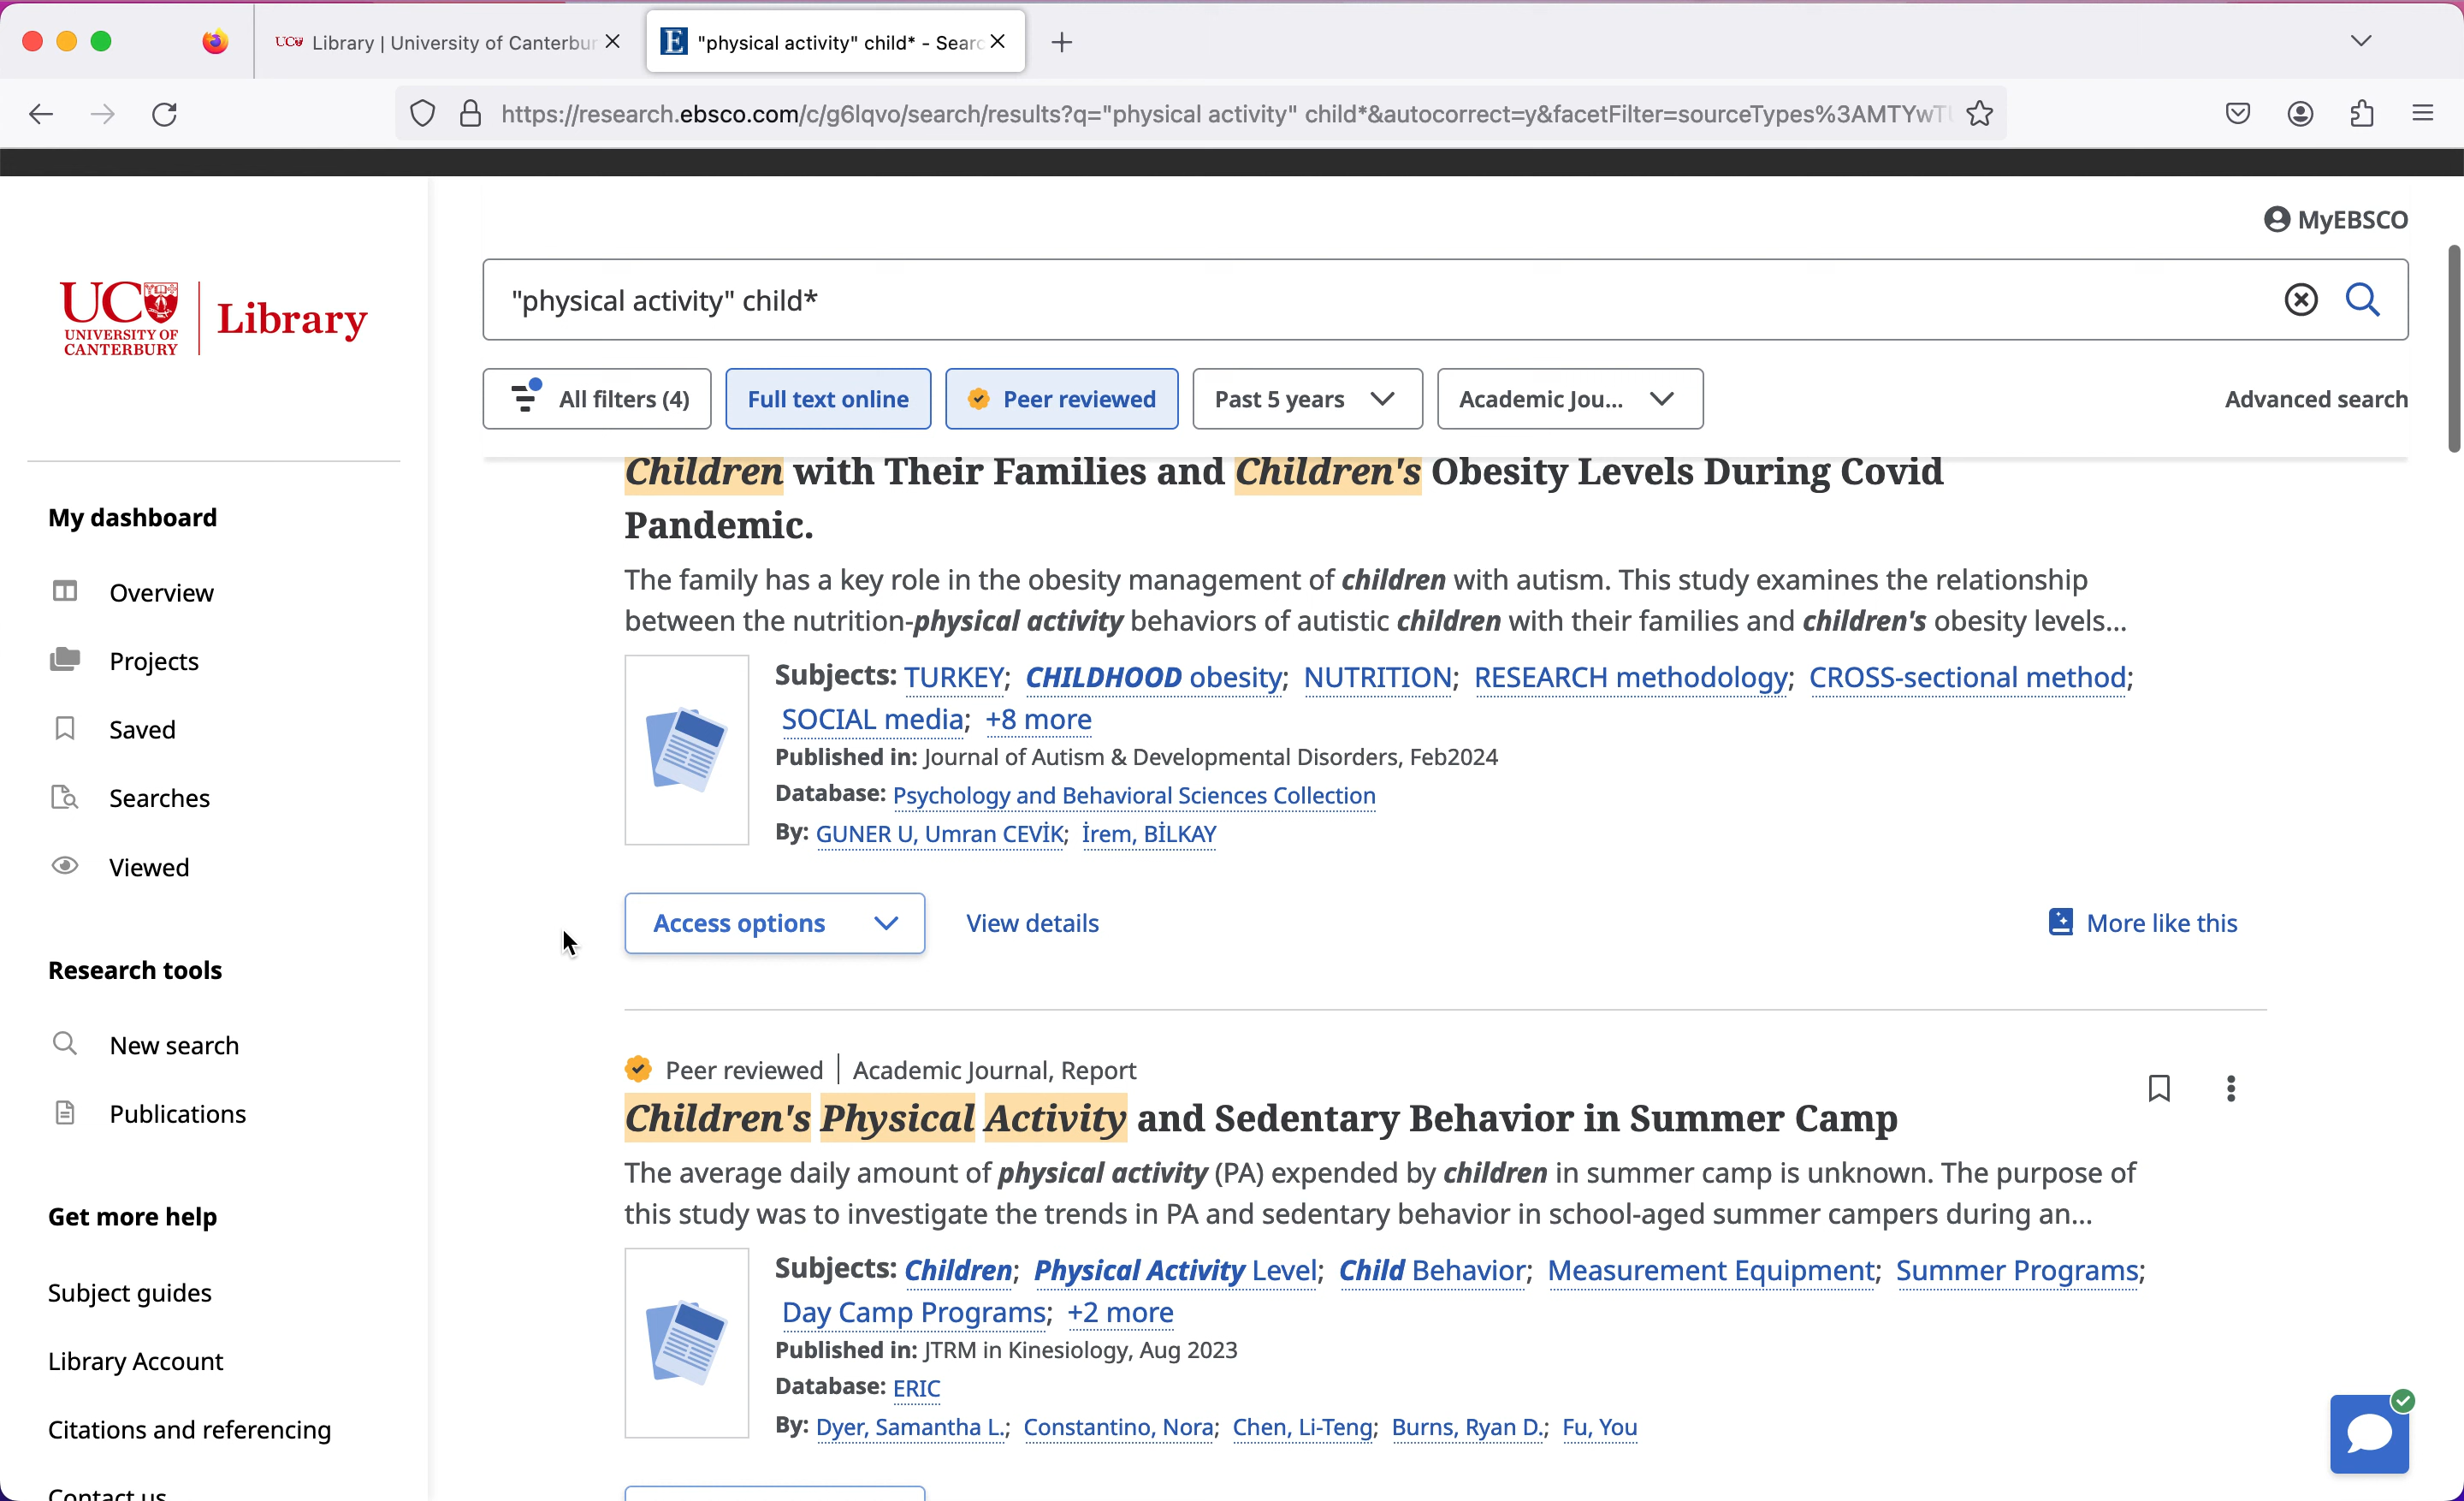 Library | University of Canterbur
"physical activity" child* - Searc
https://research.ebsco.com/c/g6lqvo/search/results?q="physical activity" child*&autocorrect=y&facetFilter=sourceTypes%3AMTYwT
MyEBSCO
"physical activity" child*
UC
UNIVERSITY OF
CANTERBURY
Library
All filters (4)
Full text online
Peer reviewed
Past 5 years
Academic Jou...
Advanced search
My dashboard
Overview
Projects
Saved
Searches
Viewed
Research tools
New search
Publications
Get more help
Subject guides
Library Account
Citations and referencing
Contact us
Children with Their Families and Children's Obesity Levels During Covid
Pandemic.
The family has a key role in the obesity management of children with autism. This study examines the relationship
between the nutrition-physical activity behaviors of autistic children with their families and children's obesity levels...
Subjects: TURKEY; CHILDHOOD obesity; NUTRITION; RESEARCH methodology; CROSS-sectional method;
SOCIAL media; +8 more
Published in: Journal of Autism & Developmental Disorders, Feb2024
Database: Psychology and Behavioral Sciences Collection
By: GUNER U, Umran CEVİK; İrem, BİLKAY
Access options
View details
More like this
Peer reviewed | Academic Journal, Report
Children's Physical Activity and Sedentary Behavior in Summer Camp
The average daily amount of physical activity (PA) expended by children in summer camp is unknown. The purpose of
this study was to investigate the trends in PA and sedentary behavior in school-aged summer campers during an...
Subjects: Children; Physical Activity Level; Child Behavior; Measurement Equipment; Summer Programs;
Day Camp Programs; +2 more
Published in: JTRM in Kinesiology, Aug 2023
Database: ERIC
By: Dyer, Samantha L.; Constantino, Nora; Chen, Li-Teng; Burns, Ryan D.; Fu, You